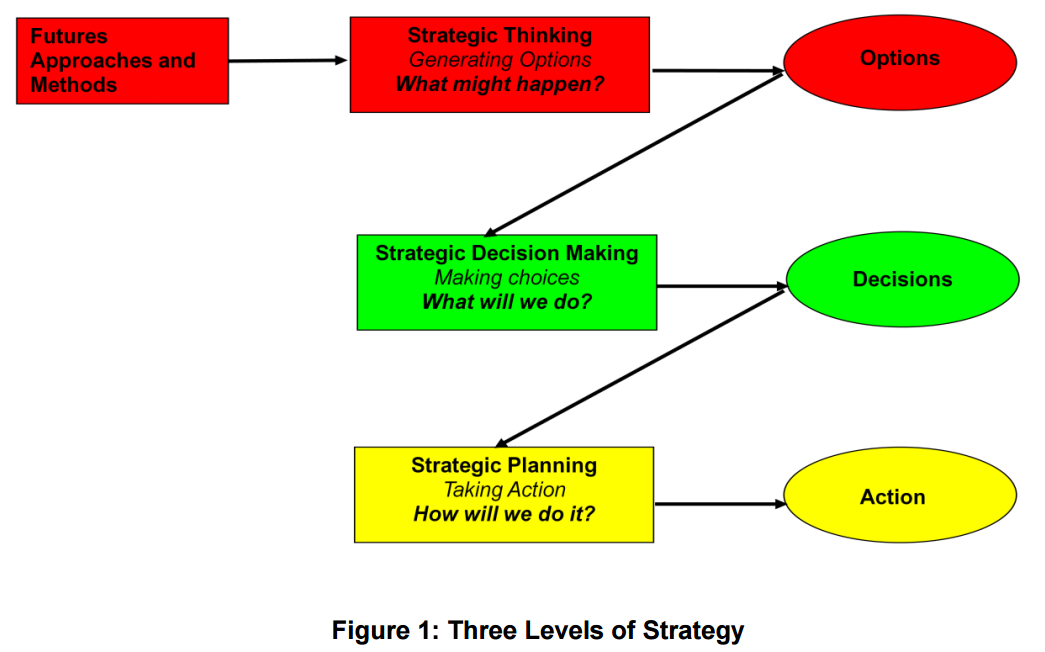 Futures
Approaches and
Methods
Strategic Thinking
Generating Options
What might happen?
Options
Strategic Decision Making
Making choices
What will we do?
Decisions
Strategic Planning
Taking Action
How will we do it?
Action
Figure 1: Three Levels of Strategy